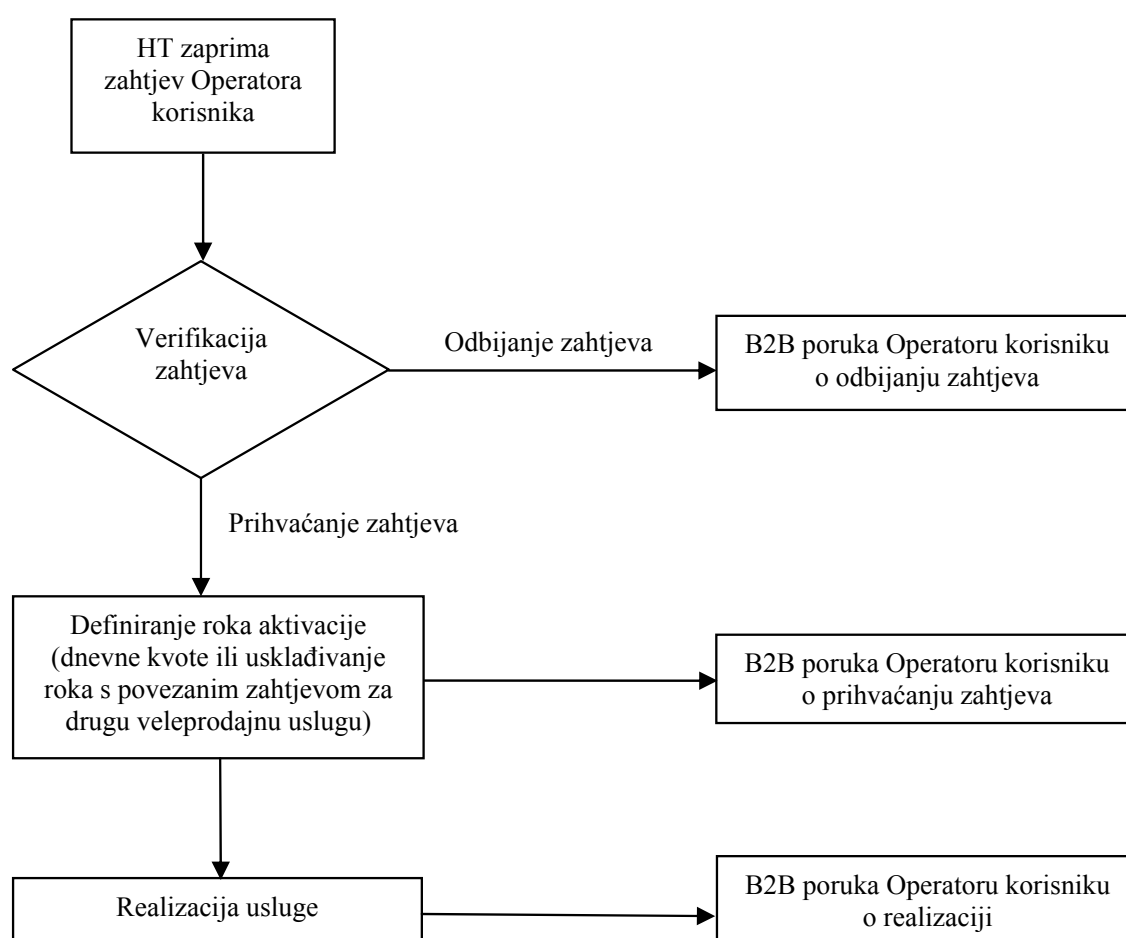 HT zaprima
zahtjev Operatora
korisnika
Verifikacija
zahtjeva
Odbijanje zahtjeva
B2B poruka Operatoru korisniku
o odbijanju zahtjeva
Prihvaćanje zahtjeva
Definiranje roka aktivacije
(dnevne kvote ili usklađivanje
roka s povezanim zahtjevom za
drugu veleprodajnu uslugu)
B2B poruka Operatoru korisniku
o prihvaćanju zahtjeva
Realizacija usluge
B2B poruka Operatoru korisniku
o realizaciji